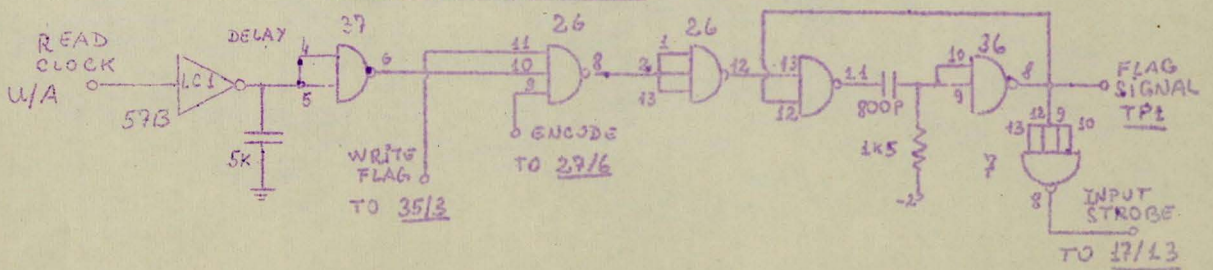 READ
CLOCK
U/A
LC1
57B
DELAY
5K
4
5
37
6
WRITE
FLAG
TO 35/3
11
10
9
26
8
ENCODE
TO 27/6
1
2
13
26
12
13
12
11
800P
1K5
-2
10
9
36
8
FLAG
SIGNAL
TP1
13
12
9
10
7
8
INPUT
STROBE
TO 17/13